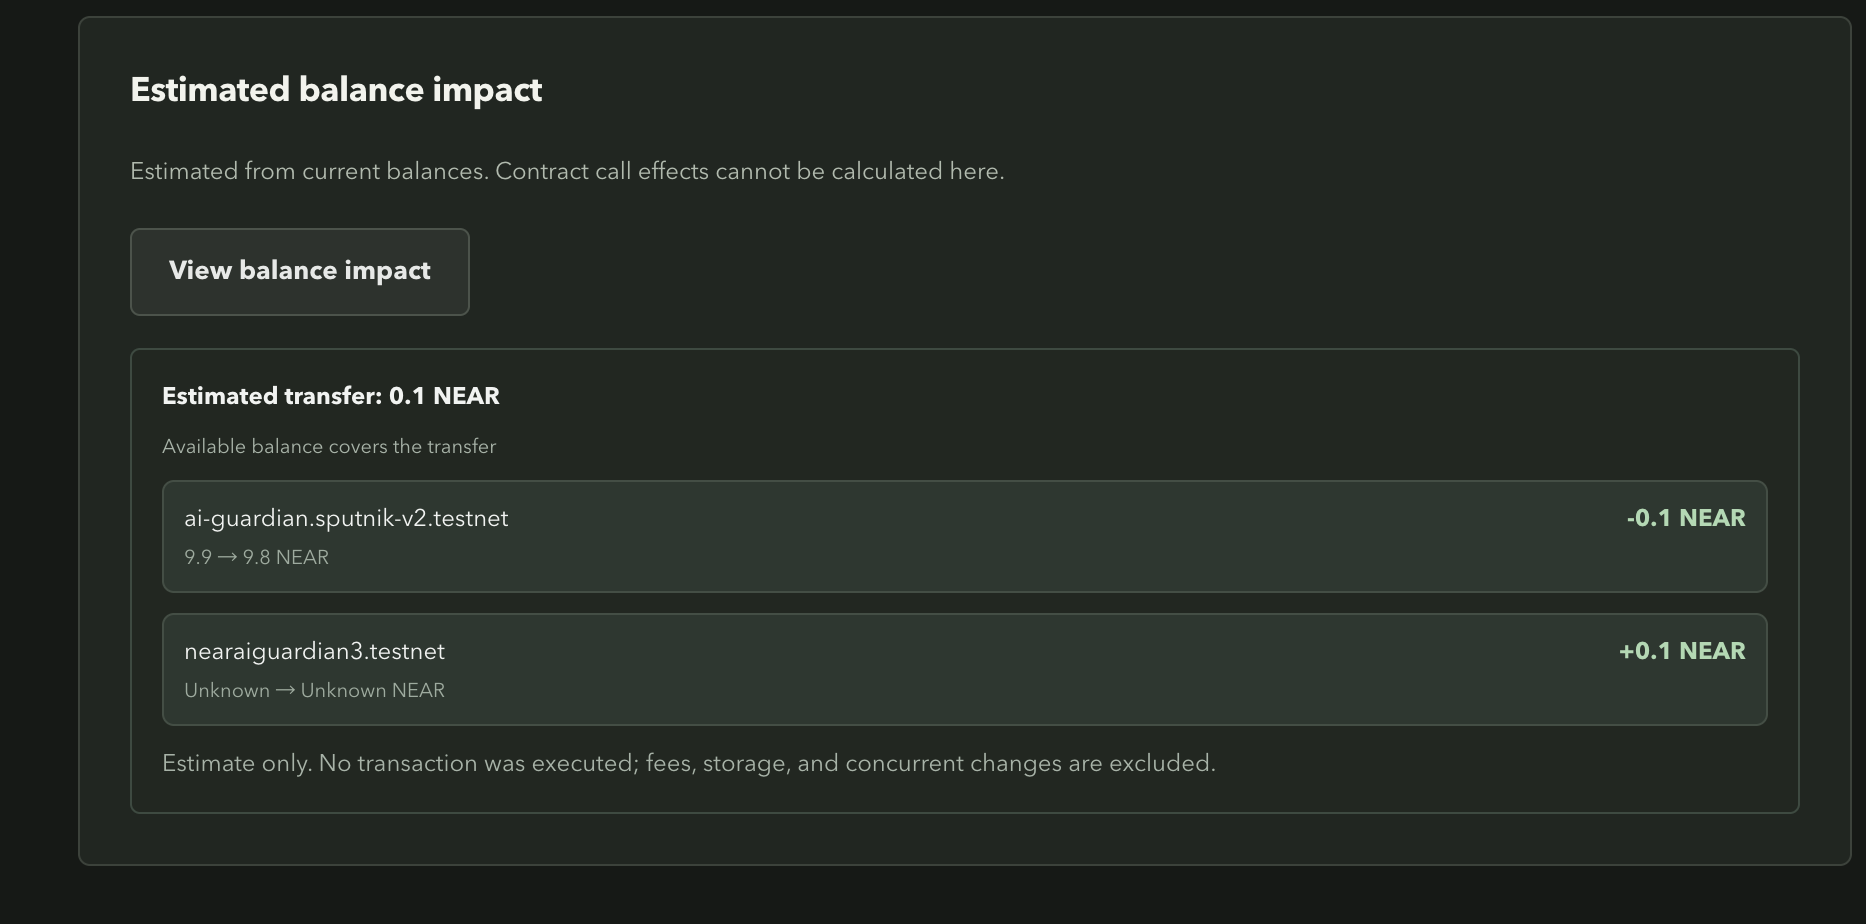 Estimated balance impact
Estimated from current balances. Contract call effects cannot be calculated here.
View balance impact
Estimated transfer: 0.1 NEAR
Available balance covers the transfer
ai-guardian.sputnik-v2.testnet
-0.1 NEAR
9.9 → 9.8 NEAR
nearaiguardian3.testnet
+0.1 NEAR
Unknown → Unknown NEAR
Estimate only. No transaction was executed; fees, storage, and concurrent changes are excluded.